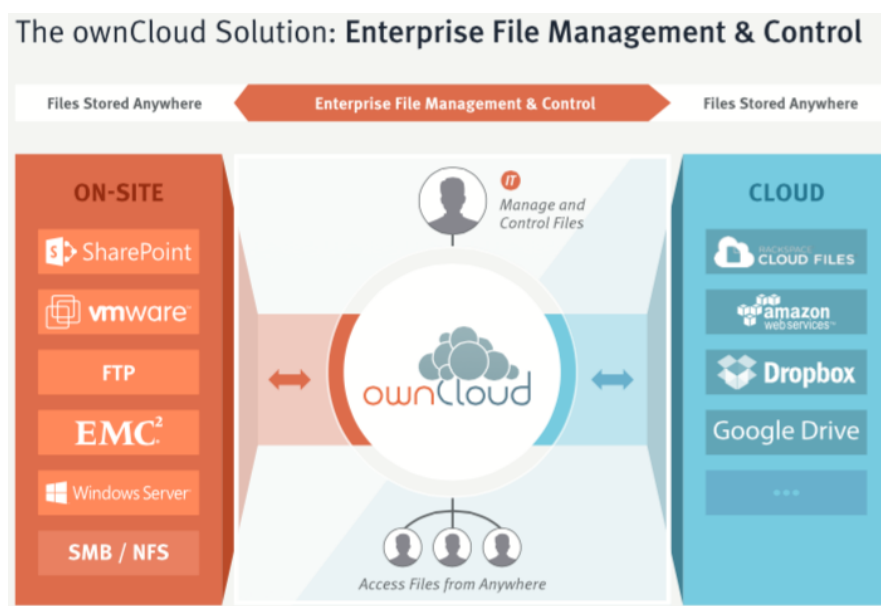 The ownCloud Solution: Enterprise File Management & Control
Files Stored Anywhere
Enterprise File Management & Control
Files Stored Anywhere
ON-SITE
SharePoint
vmware
FTP
EMC²
Windows Server
SMB / NFS
IT
Manage and
Control Files
ownCloud
Access Files from Anywhere
CLOUD
RACKSPACE
CLOUD FILES
amazon
webservices™
Dropbox
Google Drive
...